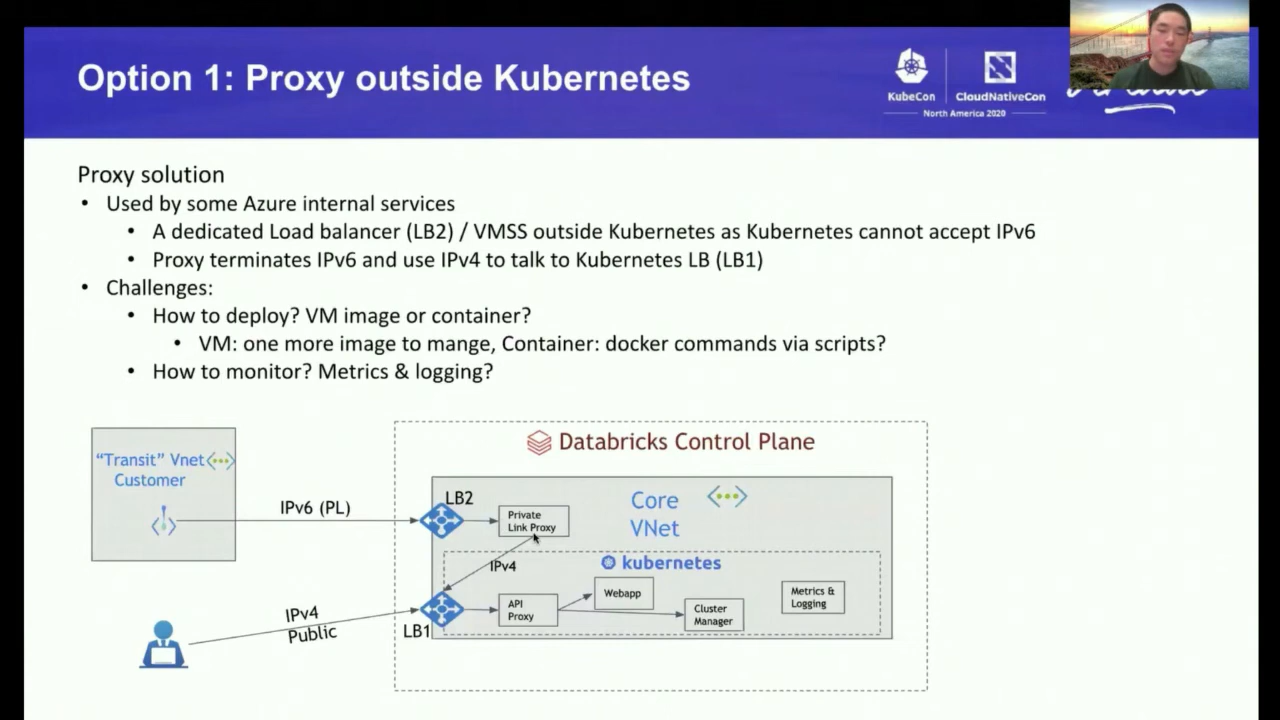 Option 1: Proxy outside Kubernetes
KubeCon
CloudNativeCon
North America 2020
Proxy solution
• Used by some Azure internal services
• A dedicated Load balancer (LB2) / VMSS outside Kubernetes as Kubernetes cannot accept IPv6
• Proxy terminates IPv6 and use IPv4 to talk to Kubernetes LB (LB1)
• Challenges:
• How to deploy? VM image or container?
• VM: one more image to mange, Container: docker commands via scripts?
• How to monitor? Metrics & logging?
"Transit" Vnet
Customer
IPv6 (PL)
Databricks Control Plane
LB2
Private
Link Proxy
Core
VNet
IPv4
kubernetes
IPv4
Public
LB1
API
Proxy
Webapp
Cluster
Manager
Metrics &
Logging